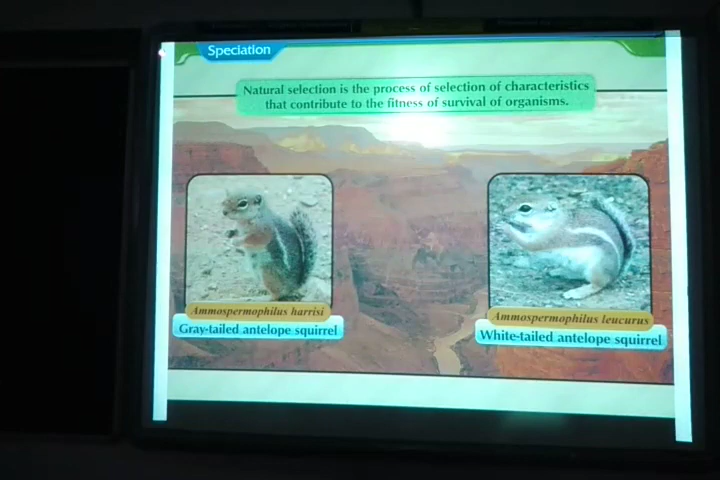 Speciation
Natural selection is the process of selection of characteristics
that contribute to the fitness of survival of organisms.
Ammospermophilus harrisi
Gray-tailed antelope squirrel
Ammospermophilus leucurus
White-tailed antelope squirrel